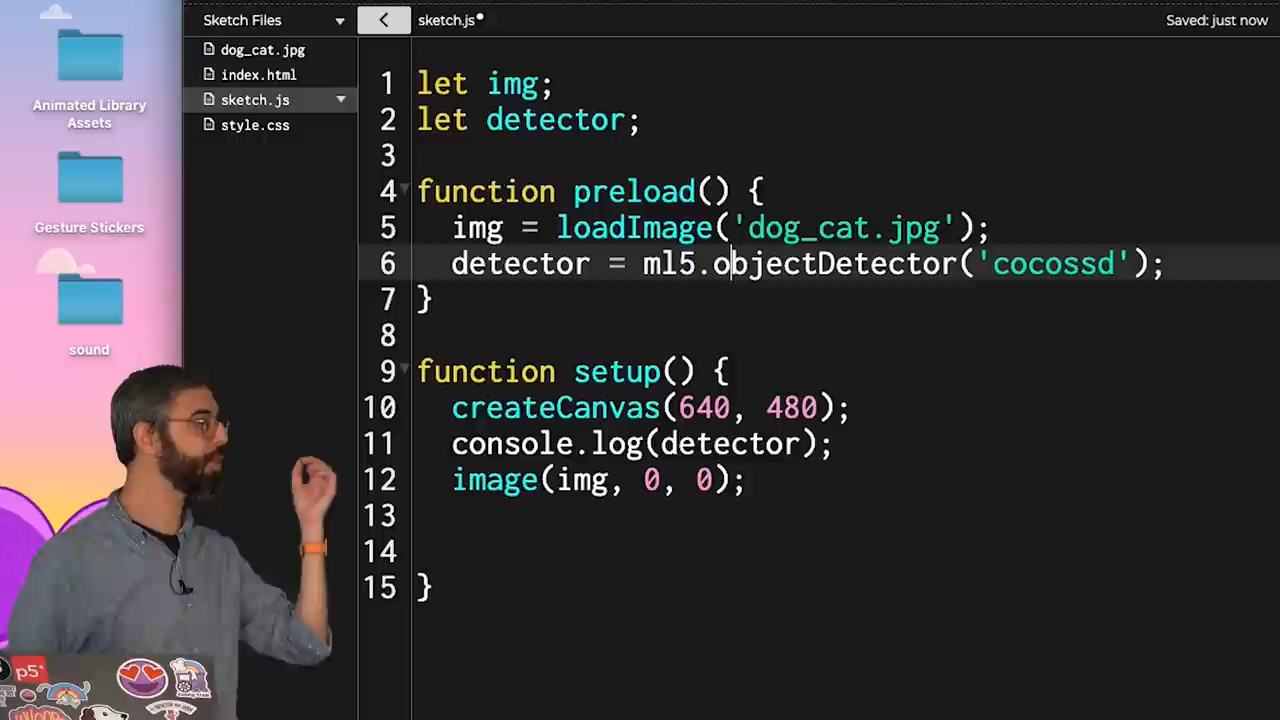 Sketch Files
sketch.js
Saved: just now
dog_cat.jpg
index.html
sketch.js
style.css
Animated Library
Assets
Gesture Stickers
sound
1 let img;
2 let detector;
3
4 function preload() {
5 img = loadImage('dog_cat.jpg');
6 detector = ml5.objectDetector('cocossd');
7 }
8
9 function setup() {
10 createCanvas(640, 480);
11 console.log(detector);
12 image(img, 0, 0);
13
14
15 }
p5*